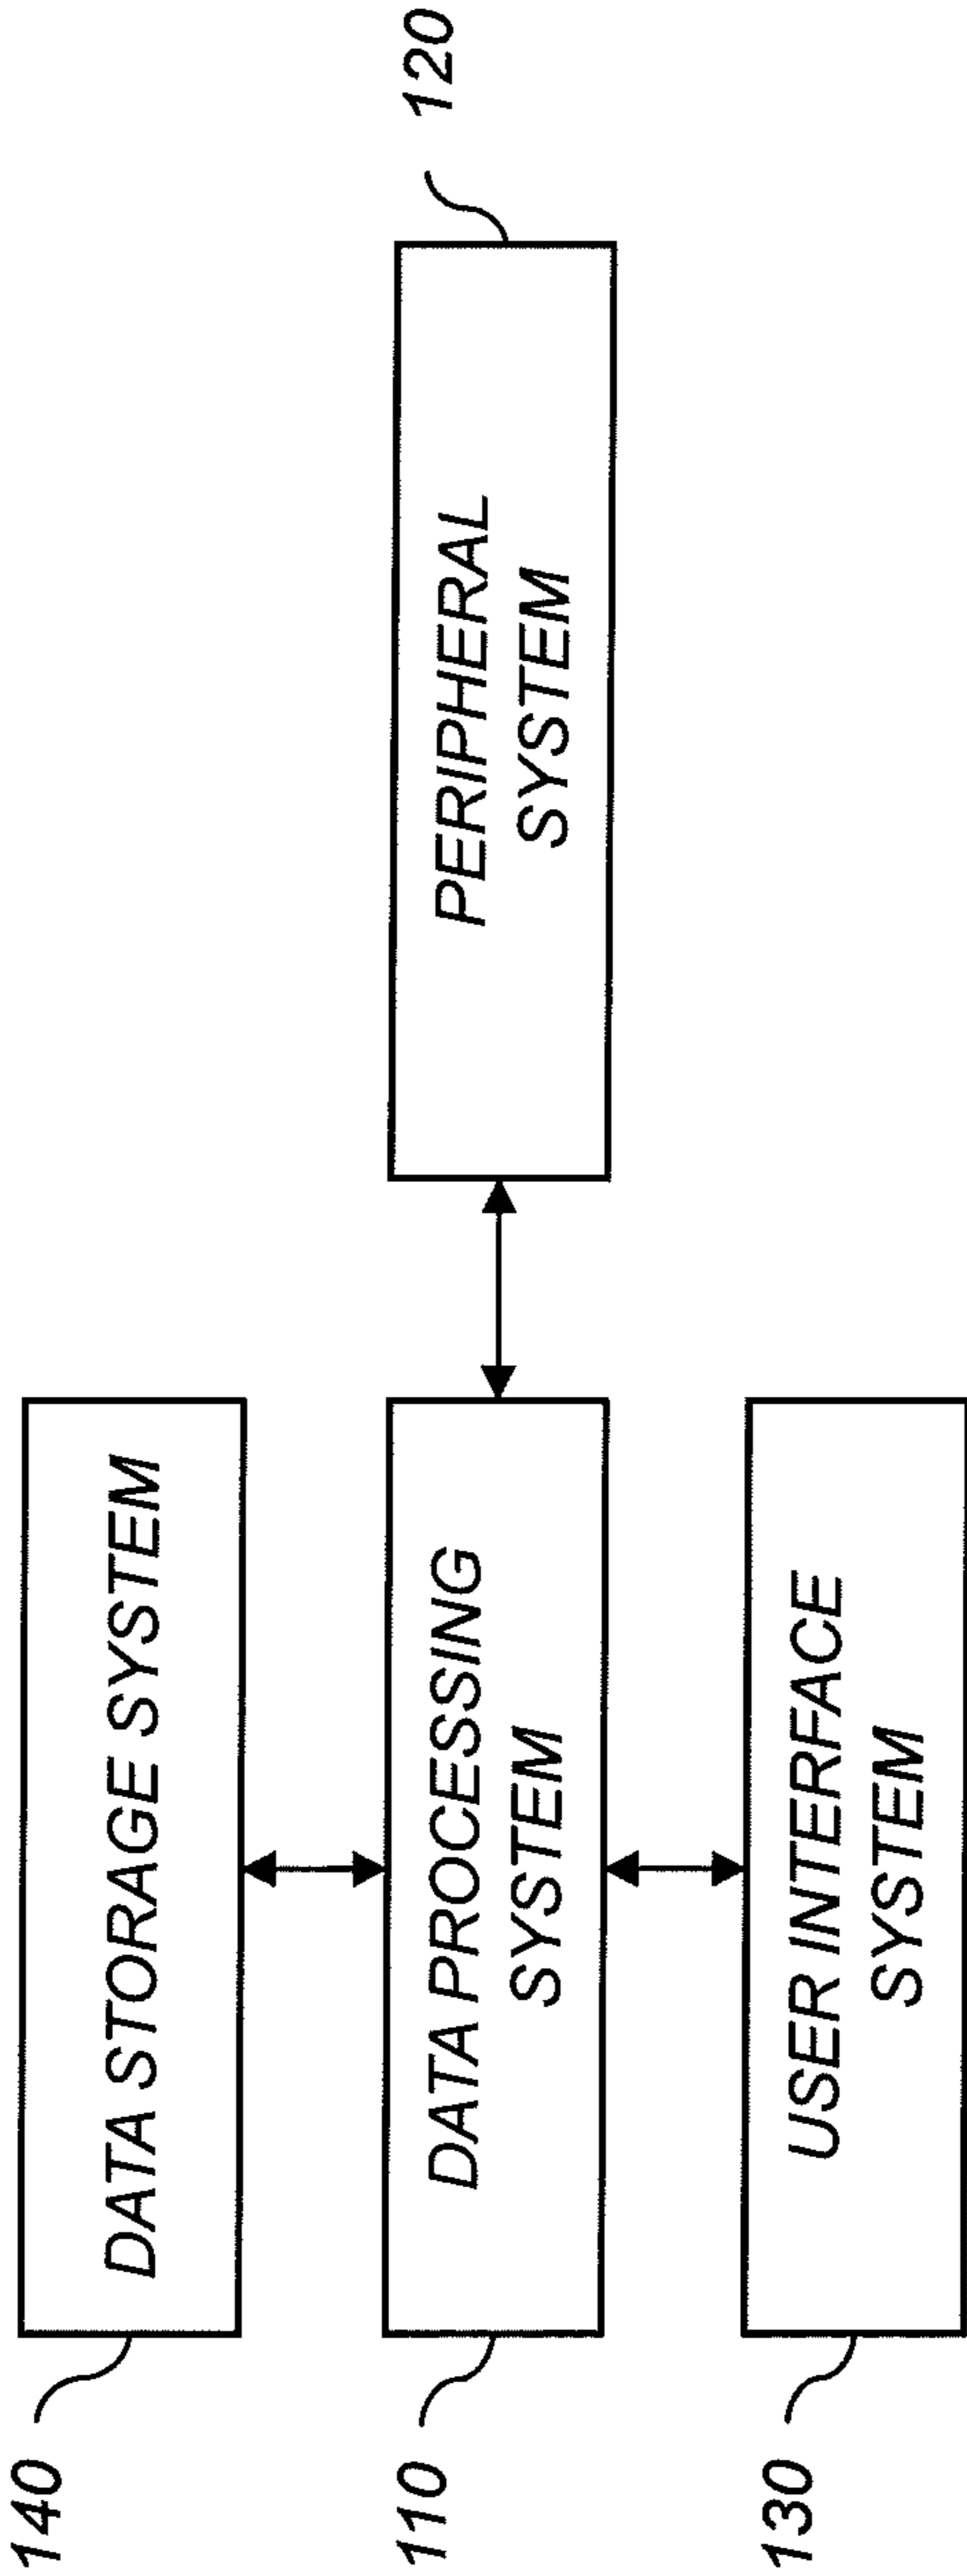 140
DATA STORAGE SYSTEM
110
DATA PROCESSING
SYSTEM
PERIPHERAL
SYSTEM
120
130
USER INTERFACE
SYSTEM